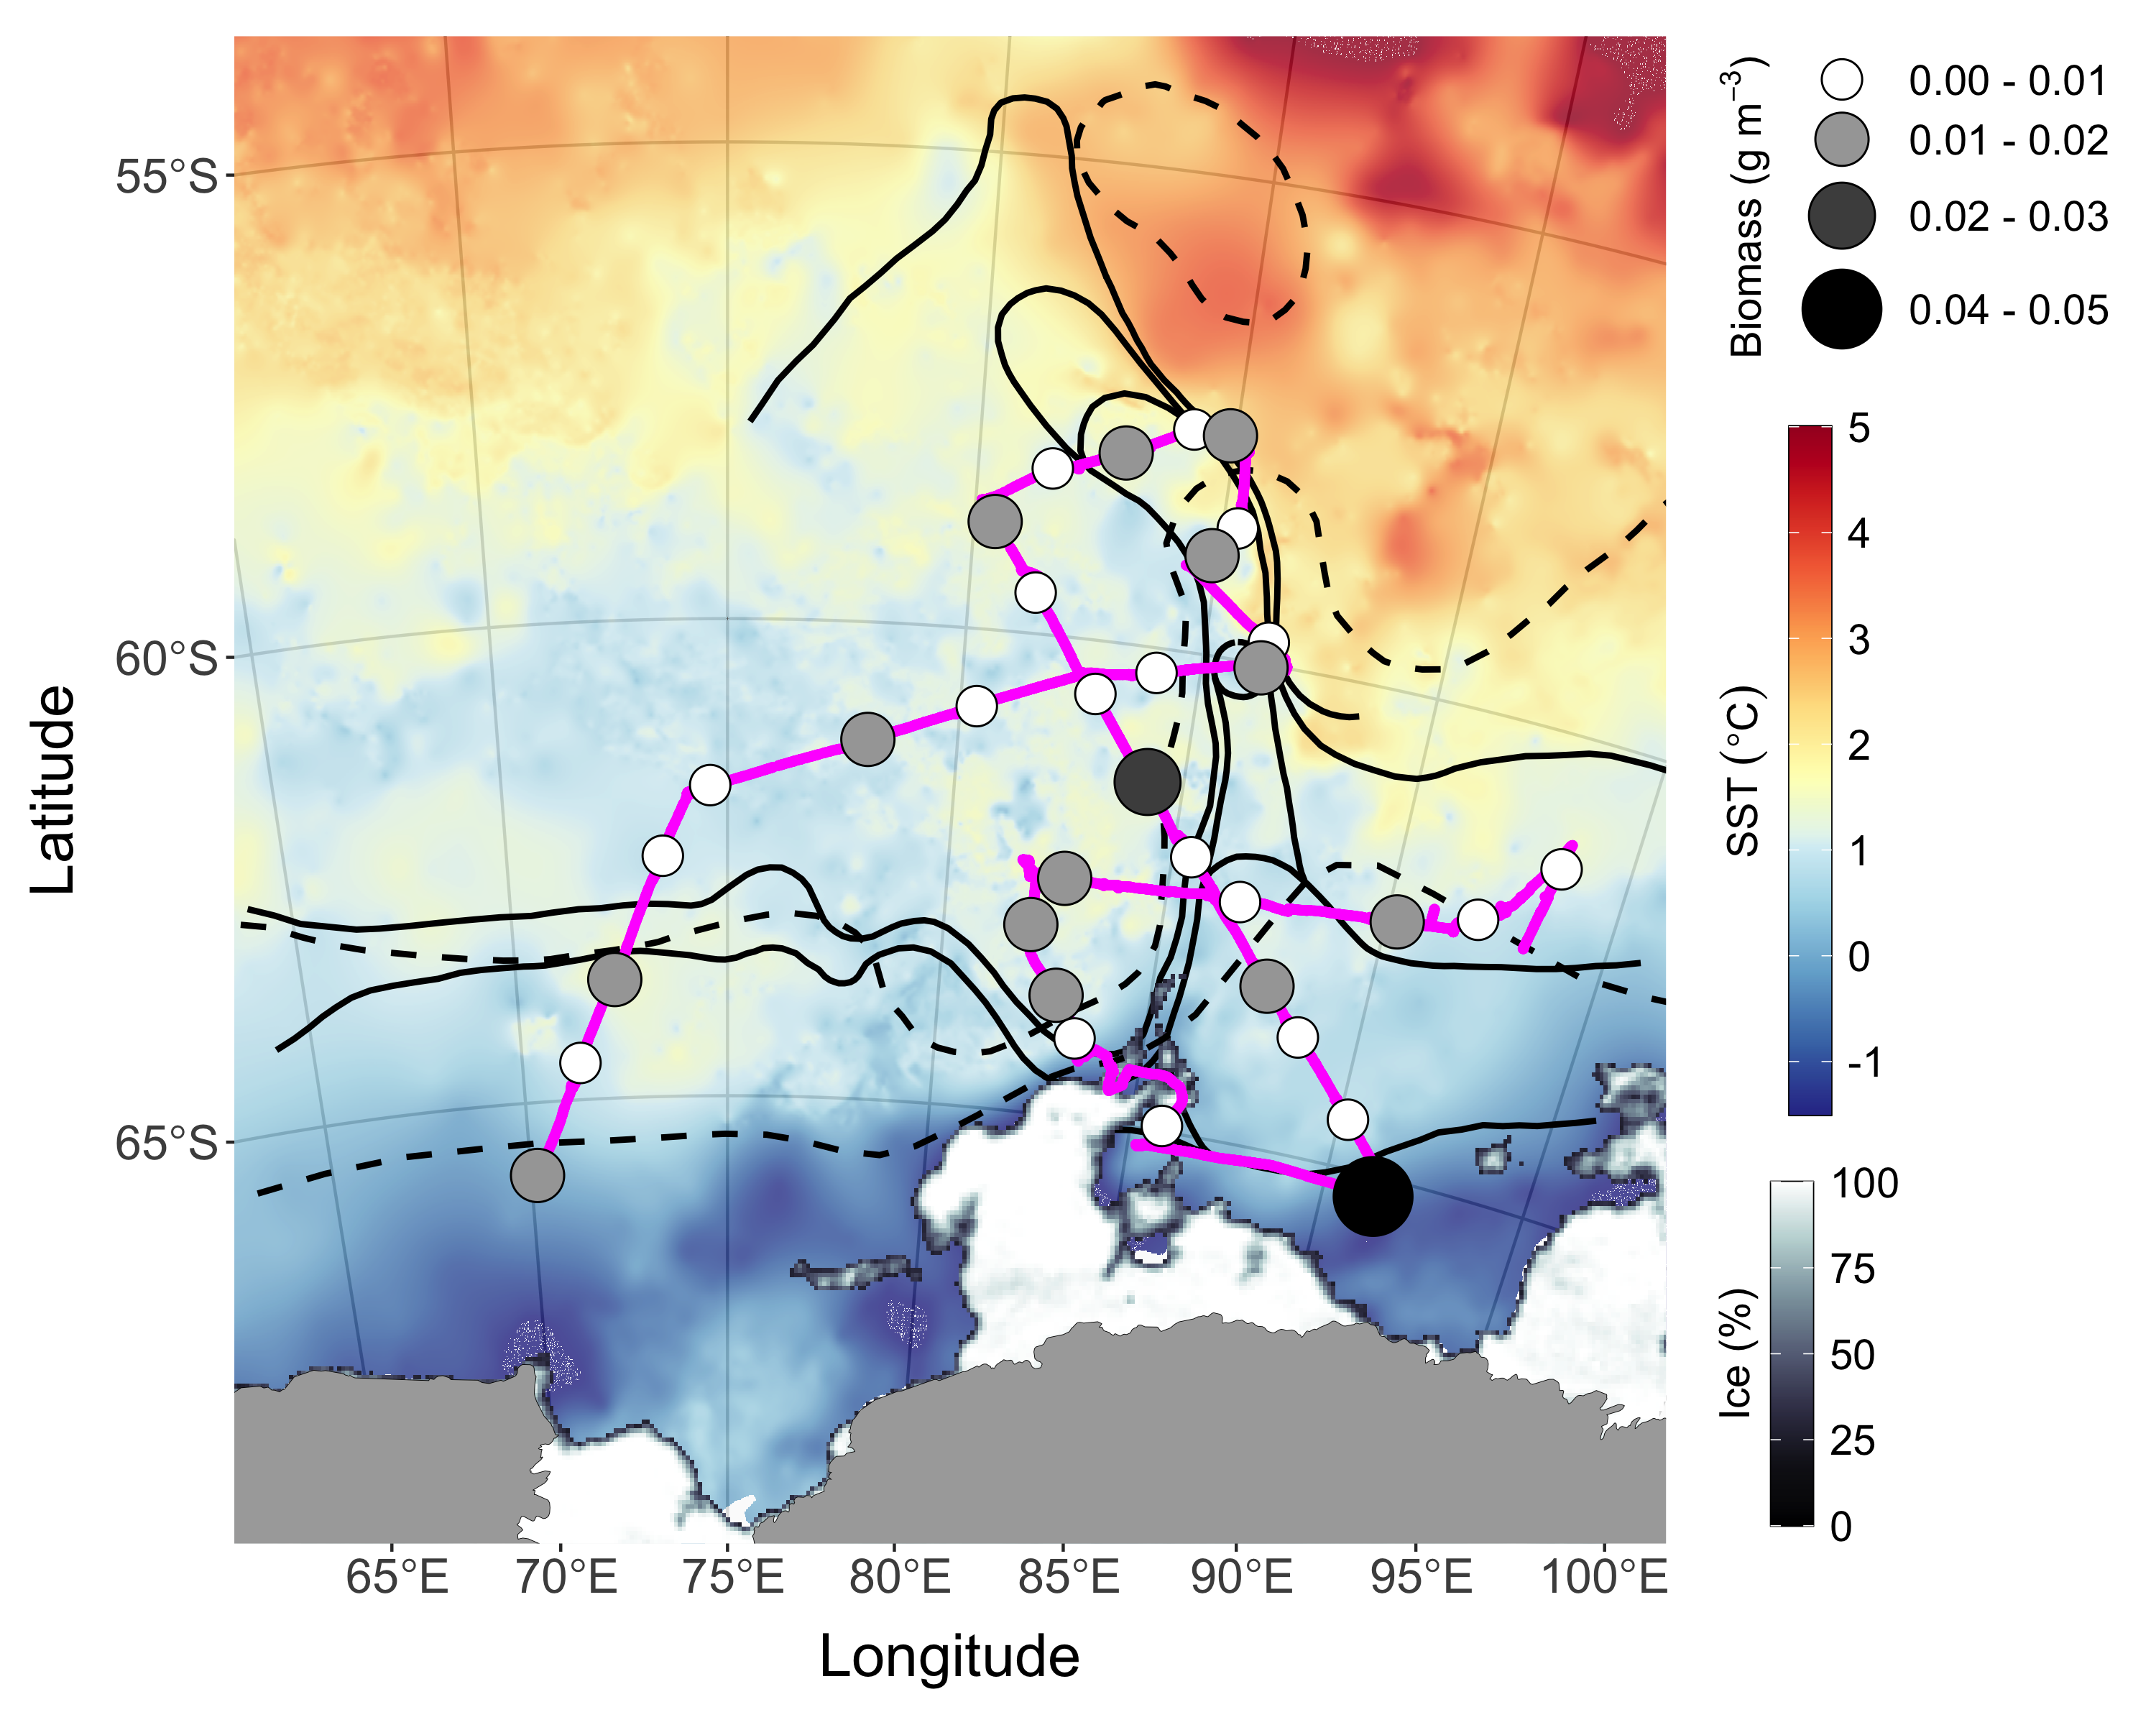 55°S
60°S
65°S
Latitude
65°E 70°E 75°E 80°E 85°E 90°E 95°E 100°E
Longitude
Biomass (g m⁻³)
0.00 - 0.01
0.01 - 0.02
0.02 - 0.03
0.04 - 0.05
SST (°C)
5
4
3
2
1
0
-1
Ice (%)
100
75
50
25
0